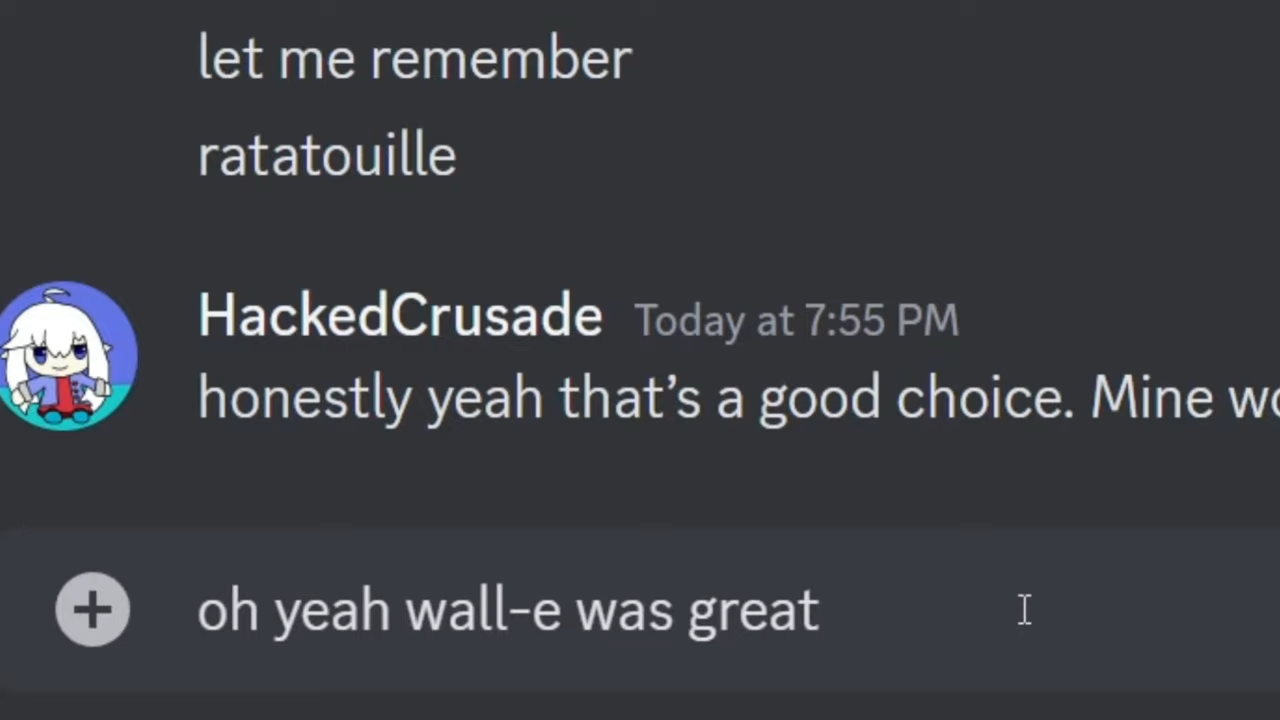 let me remember
ratatouille
HackedCrusade Today at 7:55 PM
honestly yeah that’s a good choice. Mine
oh yeah wall-e was great